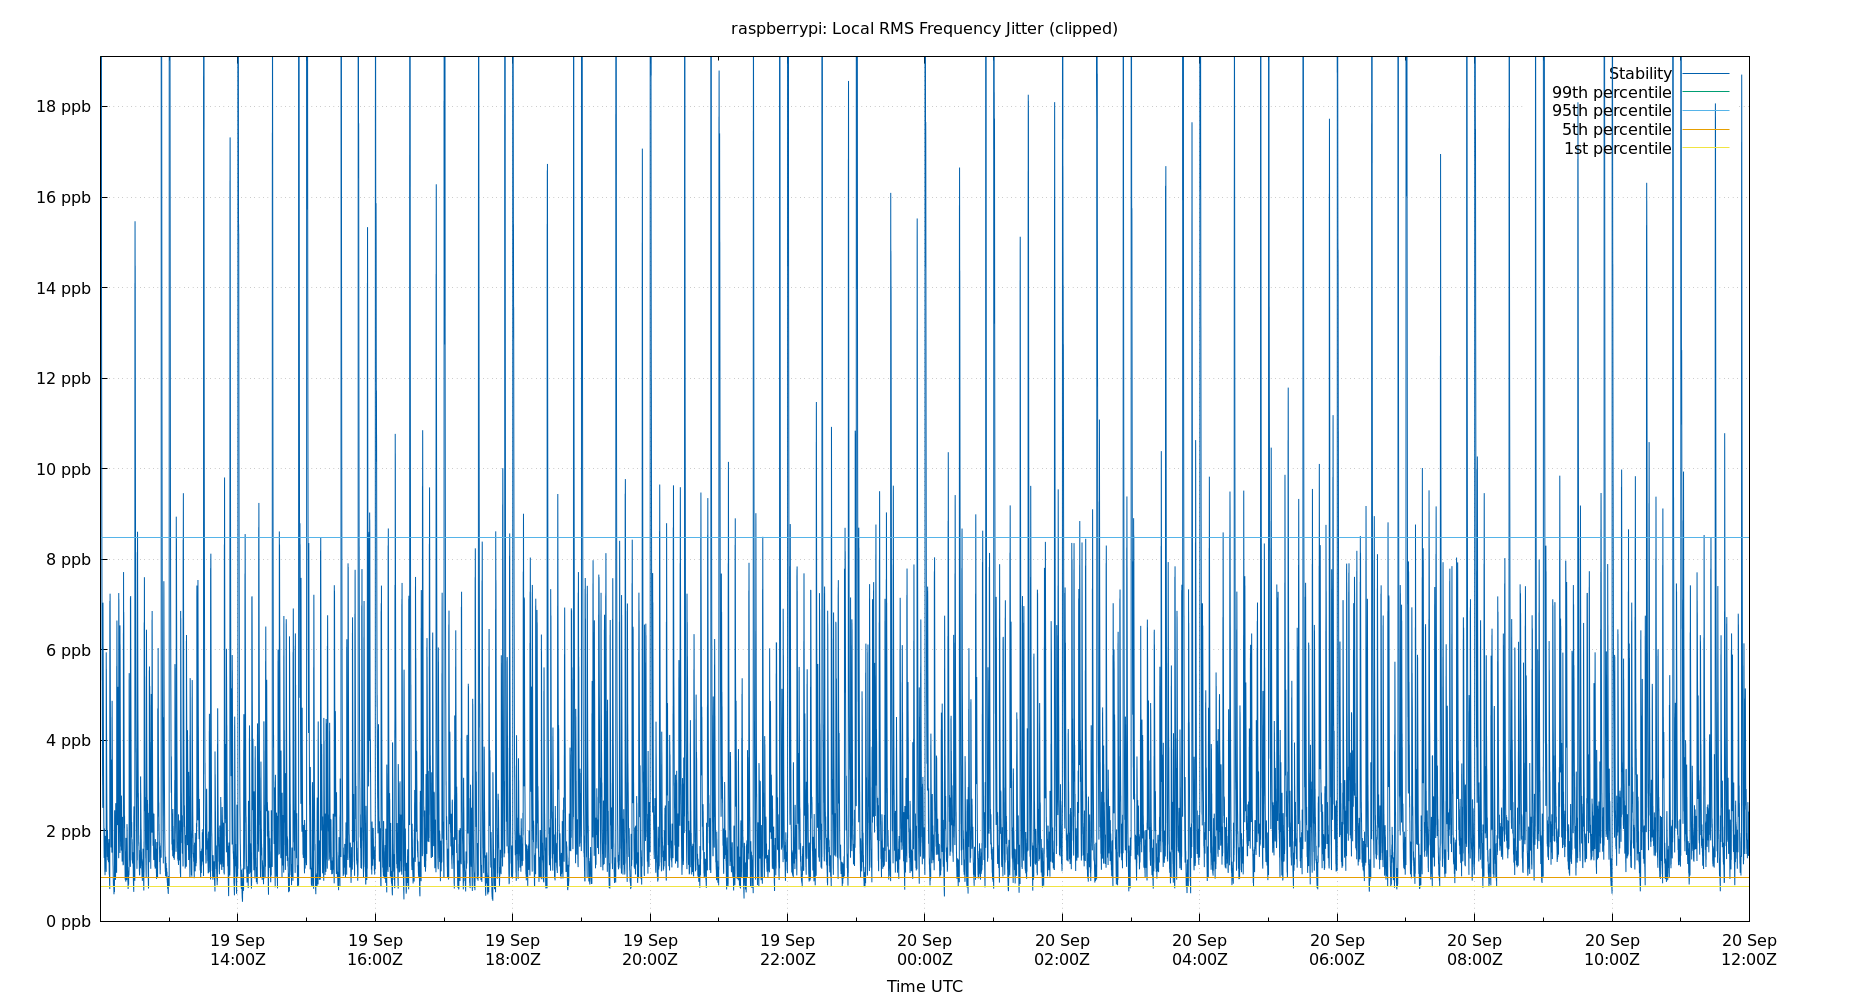 raspberrypi: Local RMS Frequency Jitter (clipped)
Stability
99th percentile
95th percentile
5th percentile
1st percentile
18 ppb
16 ppb
14 ppb
12 ppb
10 ppb
8 ppb
6 ppb
4 ppb
2 ppb
0 ppb
19 Sep 19 Sep 19 Sep 19 Sep 19 Sep 20 Sep 20 Sep 20 Sep 20 Sep 20 Sep 20 Sep 20 Sep
14:00Z 16:00Z 18:00Z 20:00Z 22:00Z 00:00Z 02:00Z 04:00Z 06:00Z 08:00Z 10:00Z 12:00Z
Time UTC